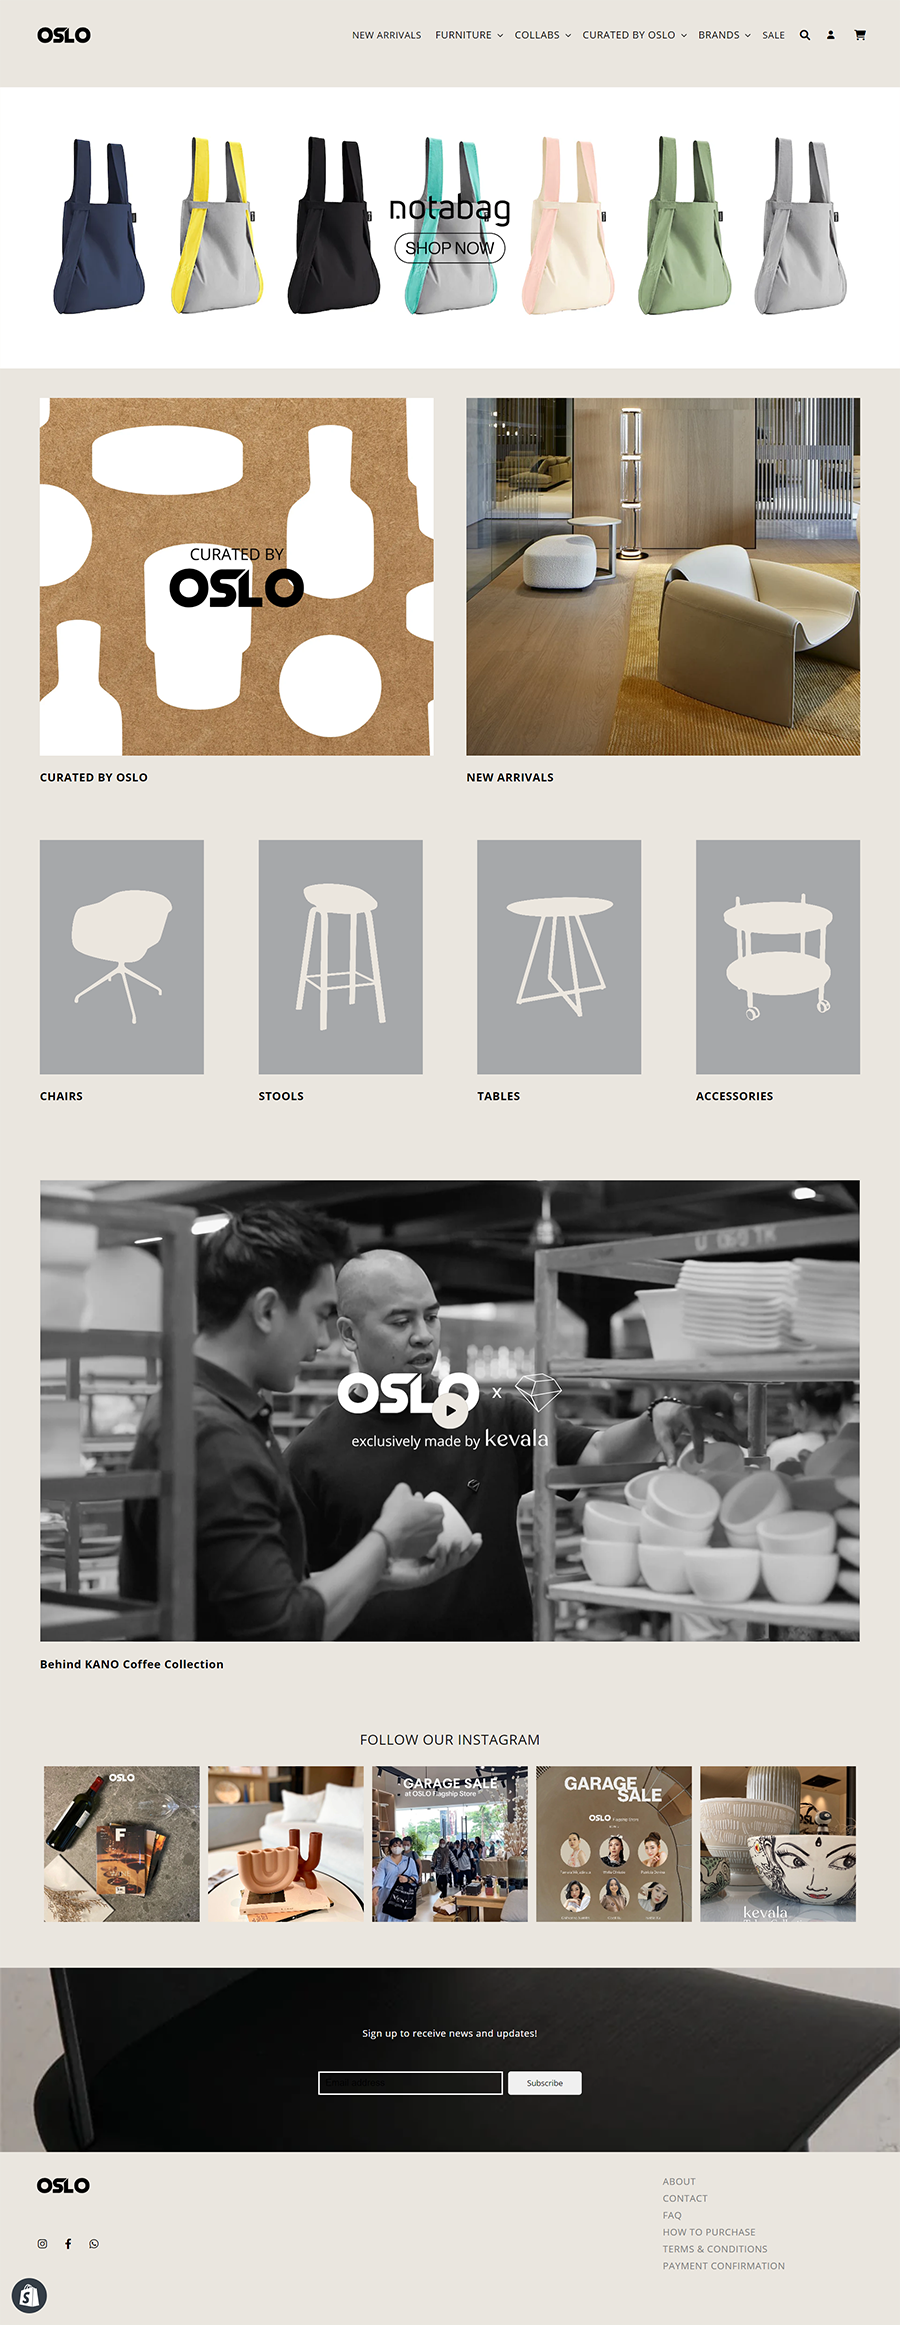 OSLO
NEW ARRIVALS FURNITURE COLLABS CURATED BY OSLO BRANDS SALE
notabag
SHOP NOW
CURATED BY
OSLO
CURATED BY OSLO
NEW ARRIVALS
CHAIRS
STOOLS
TABLES
ACCESSORIES
OSLO x
exclusively made by kevala
Behind KANO Coffee Collection
FOLLOW OUR INSTAGRAM
OSLO
F
GARAGE SALE
at OSLO Flagship Store
GARAGE
SALE
OSLO
kevala
Sign up to receive news and updates!
Subscribe
OSLO
ABOUT
CONTACT
FAQ
HOW TO PURCHASE
TERMS & CONDITIONS
PAYMENT CONFIRMATION